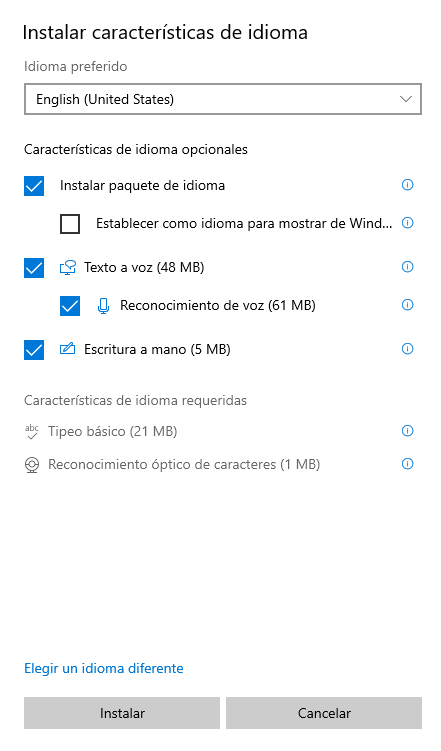 Instalar características de idioma
Idioma preferido
English (United States)
Características de idioma opcionales
Instalar paquete de idioma
Establecer como idioma para mostrar de Wind...
Texto a voz (48 MB)
Reconocimiento de voz (61 MB)
Escritura a mano (5 MB)
Características de idioma requeridas
abc Tipeo básico (21 MB)
Reconocimiento óptico de caracteres (1 MB)
Elegir un idioma diferente
Instalar Cancelar